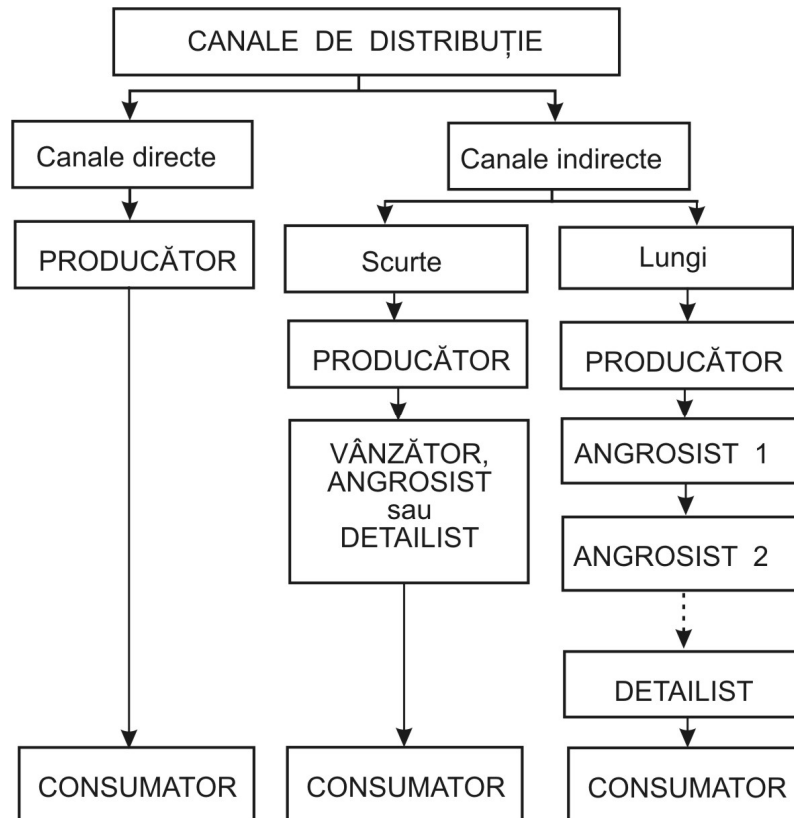 CANALE DE DISTRIBUȚIE
Canale directe
Canale indirecte
PRODUCĂTOR
Scurte
Lungi
PRODUCĂTOR
PRODUCĂTOR
VÂNZĂTOR,
ANGROSIST
sau
DETAILIST
ANGROSIST 1
ANGROSIST 2
DETAILIST
CONSUMATOR
CONSUMATOR
CONSUMATOR